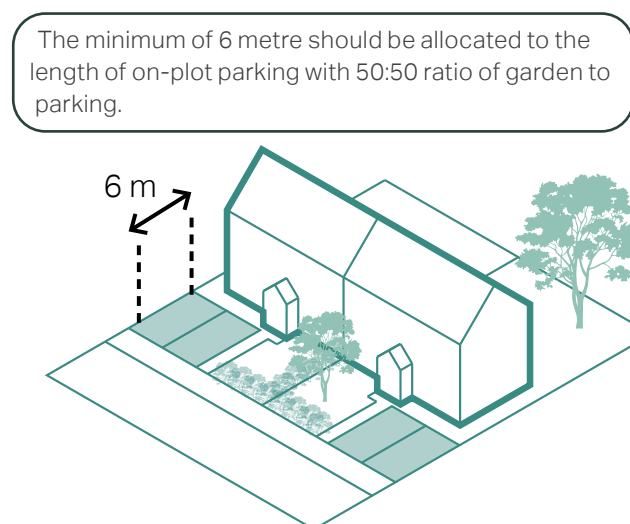 The minimum of 6 metre should be allocated to the
length of on-plot parking with 50:50 ratio of garden to
parking.
6 m